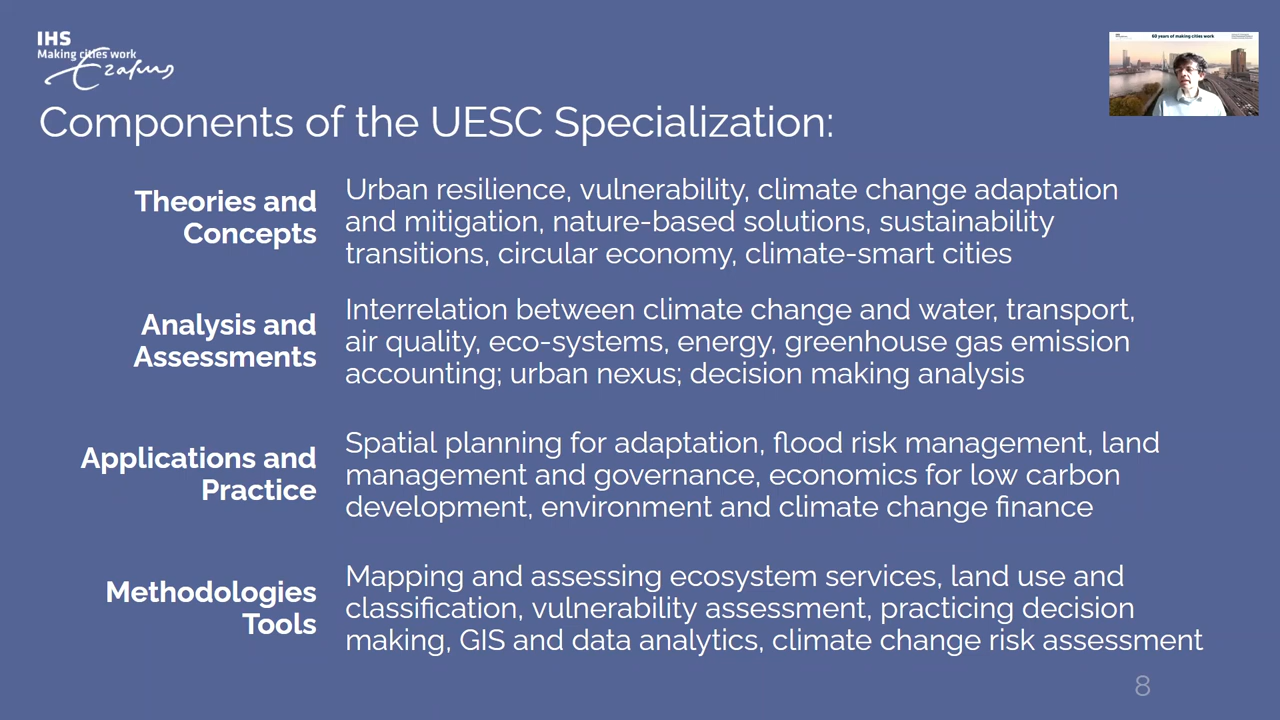 IHS
Making cities work
Erasmus
60 years of making cities work
Components of the UESC Specialization:
Theories and
Concepts
Urban resilience, vulnerability, climate change adaptation
and mitigation, nature-based solutions, sustainability
transitions, circular economy, climate-smart cities
Analysis and
Assessments
Interrelation between climate change and water, transport,
air quality, eco-systems, energy, greenhouse gas emission
accounting; urban nexus; decision making analysis
Applications and
Practice
Spatial planning for adaptation, flood risk management, land
management and governance, economics for low carbon
development, environment and climate change finance
Methodologies
Tools
Mapping and assessing ecosystem services, land use and
classification, vulnerability assessment, practicing decision
making, GIS and data analytics, climate change risk assessment
8